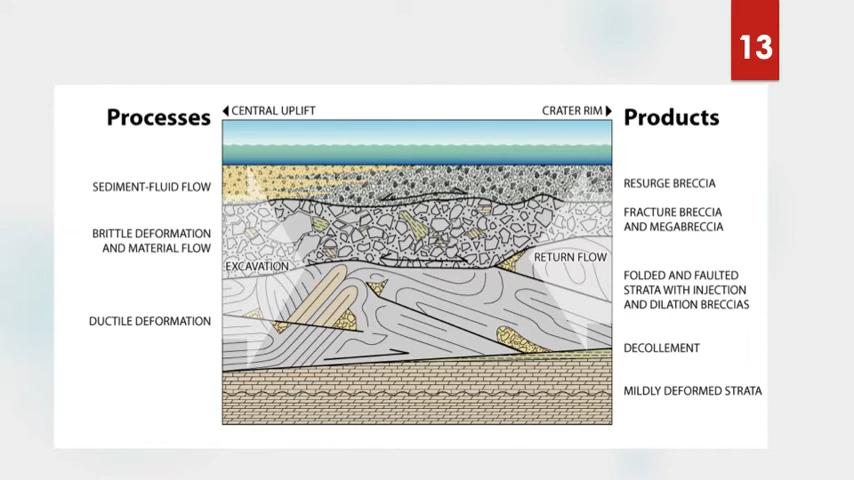 13
Processes
CENTRAL UPLIFT
CRATER RIM
Products
SEDIMENT-FLUID FLOW
RESURGE BRECCIA
BRITTLE DEFORMATION
AND MATERIAL FLOW
FRACTURE BRECCIA
AND MEGABRECCIA
EXCAVATION
RETURN FLOW
FOLDED AND FAULTED
STRATA WITH INJECTION
AND DILATION BRECCIAS
DUCTILE DEFORMATION
DECOLLEMENT
MILDLY DEFORMED STRATA